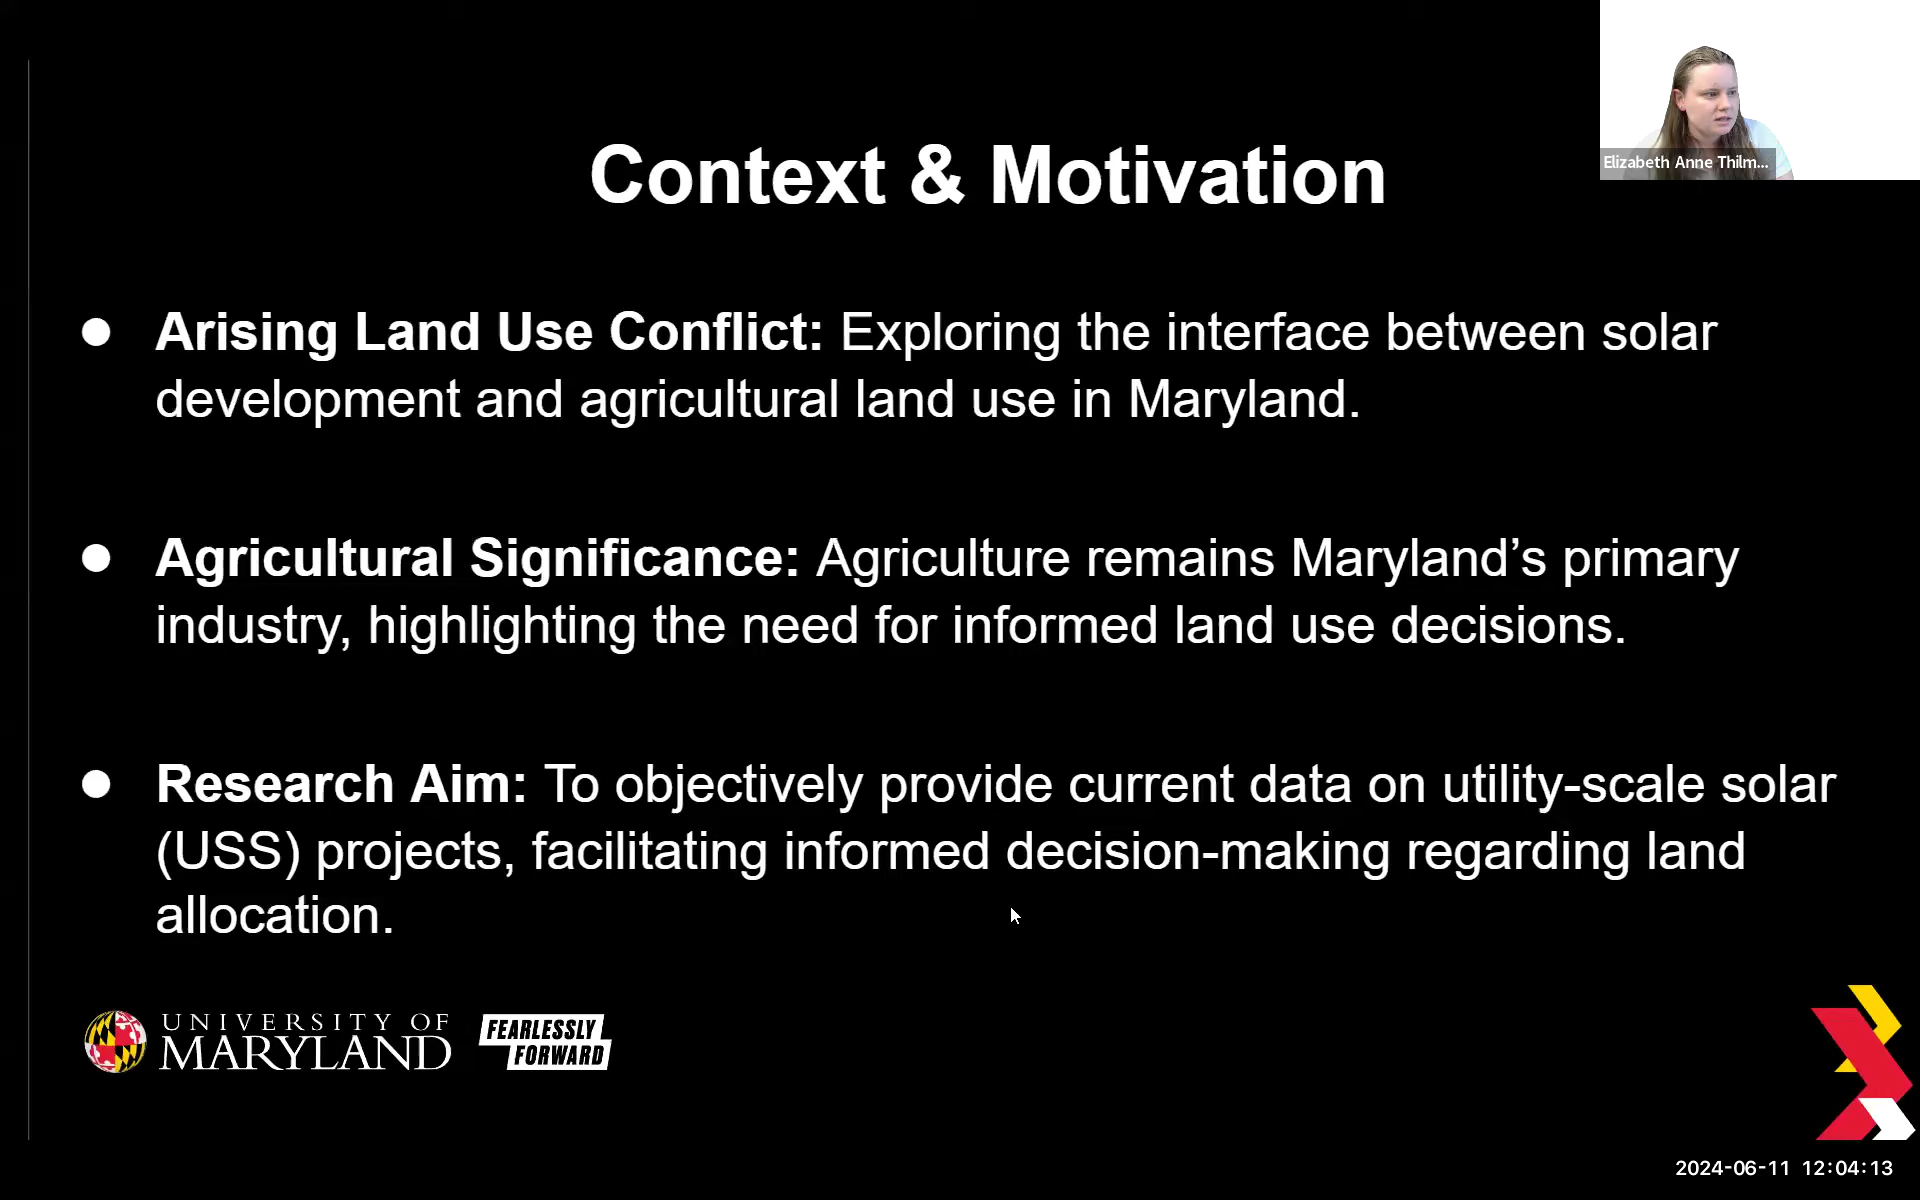 Elizabeth Anne Thilm...
Context & Motivation
● Arising Land Use Conflict: Exploring the interface between solar
development and agricultural land use in Maryland.
● Agricultural Significance: Agriculture remains Maryland’s primary
industry, highlighting the need for informed land use decisions.
● Research Aim: To objectively provide current data on utility-scale solar
(USS) projects, facilitating informed decision-making regarding land
allocation.
UNIVERSITY OF
MARYLAND
FEARLESSLY
FORWARD
2024-06-11 12:04:13